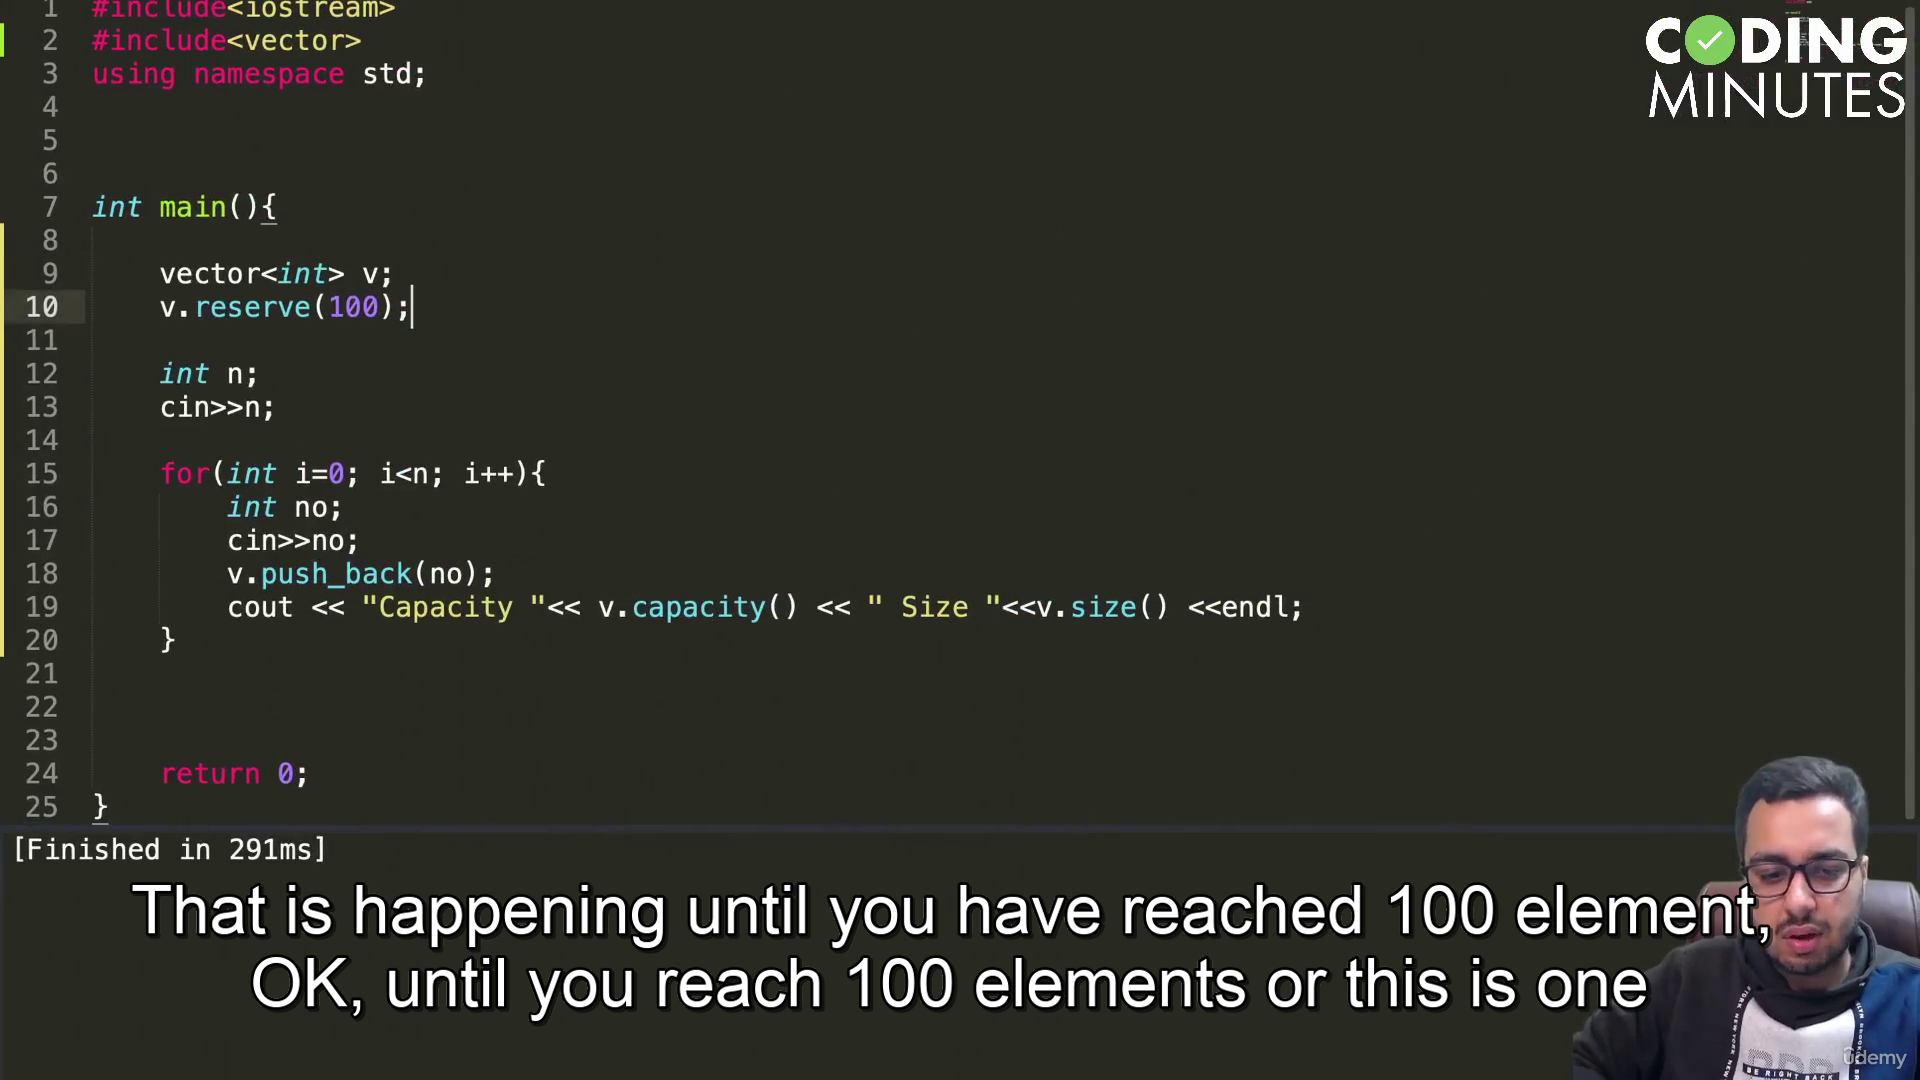 1 #include<iostream>
2 #include<vector>
3 using namespace std;
4
5
6
7 int main(){
8
9 vector<int> v;
10 v.reserve(100);
11
12 int n;
13 cin>>n;
14
15 for(int i=0; i<n; i++){
16 int no;
17 cin>>no;
18 v.push_back(no);
19 cout << "Capacity "<< v.capacity() << " Size "<<v.size() <<endl;
20 }
21
22
23
24 return 0;
25 }
[Finished in 291ms]
That is happening until you have reached 100 element,
OK, until you reach 100 elements or this is one
CODING
MINUTES
BE RIGHT BACK
udemy